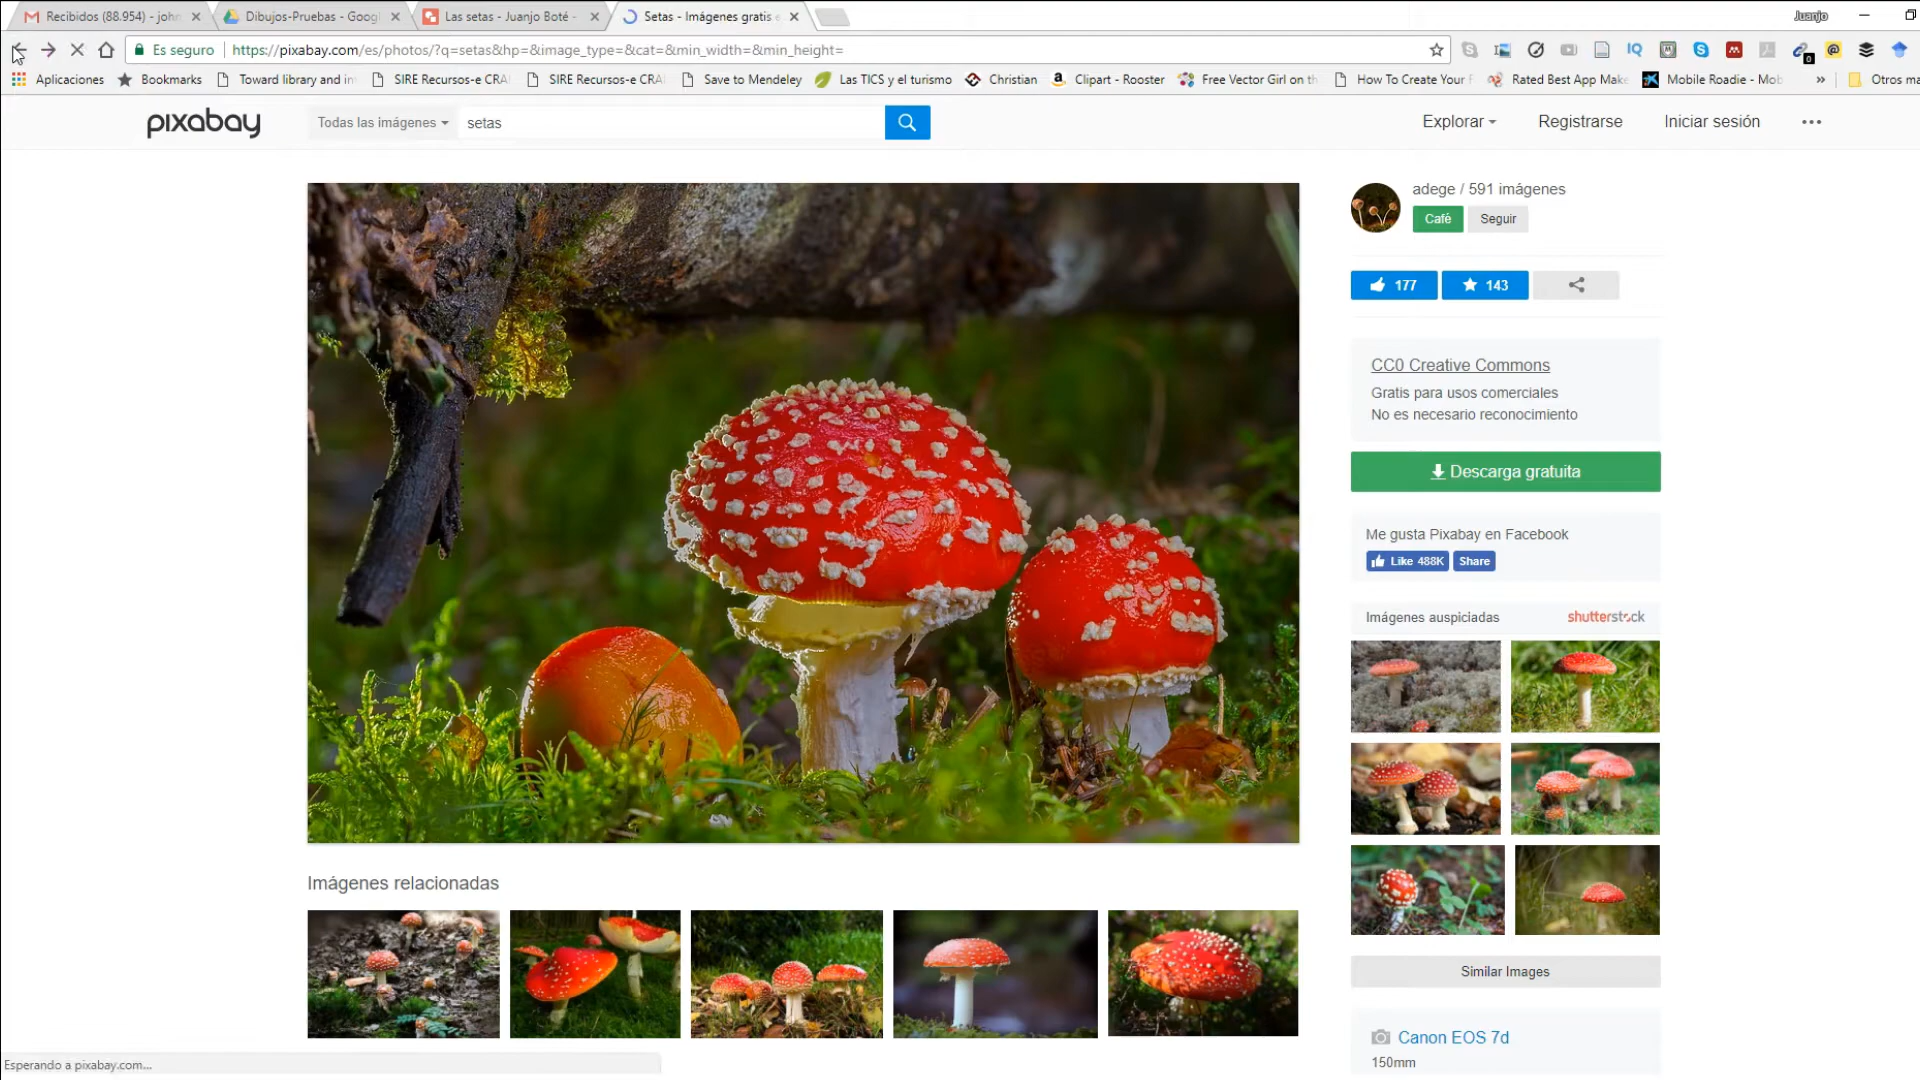 Recibidos (88.954) - john
Dibujos-Pruebas - Googl
Las setas - Juanjo Boté -
Setas - Imágenes gratis e
Juanjo
Es seguro
https://pixabay.com/es/photos/?q=setas&hp=&image_type=&cat=&min_width=&min_height=
Aplicaciones
Bookmarks
Toward library and in
SIRE Recursos-e CRA
SIRE Recursos-e CRA
Save to Mendeley
Las TICS y el turismo
Christian
Clipart - Rooster
Free Vector Girl on th
How To Create Your F
Rated Best App Make
Mobile Roadie - Mob
»
Otros ma
pixabay
Todas las imágenes
setas
Explorar
Registrarse
Iniciar sesión
adege / 591 imágenes
Café
Seguir
177
143
CC0 Creative Commons
Gratis para usos comerciales
No es necesario reconocimiento
Descarga gratuita
Me gusta Pixabay en Facebook
Like 488K
Share
Imágenes auspiciadas
shutterstock
Imágenes relacionadas
Similar Images
Canon EOS 7d
150mm
Esperando a pixabay.com...